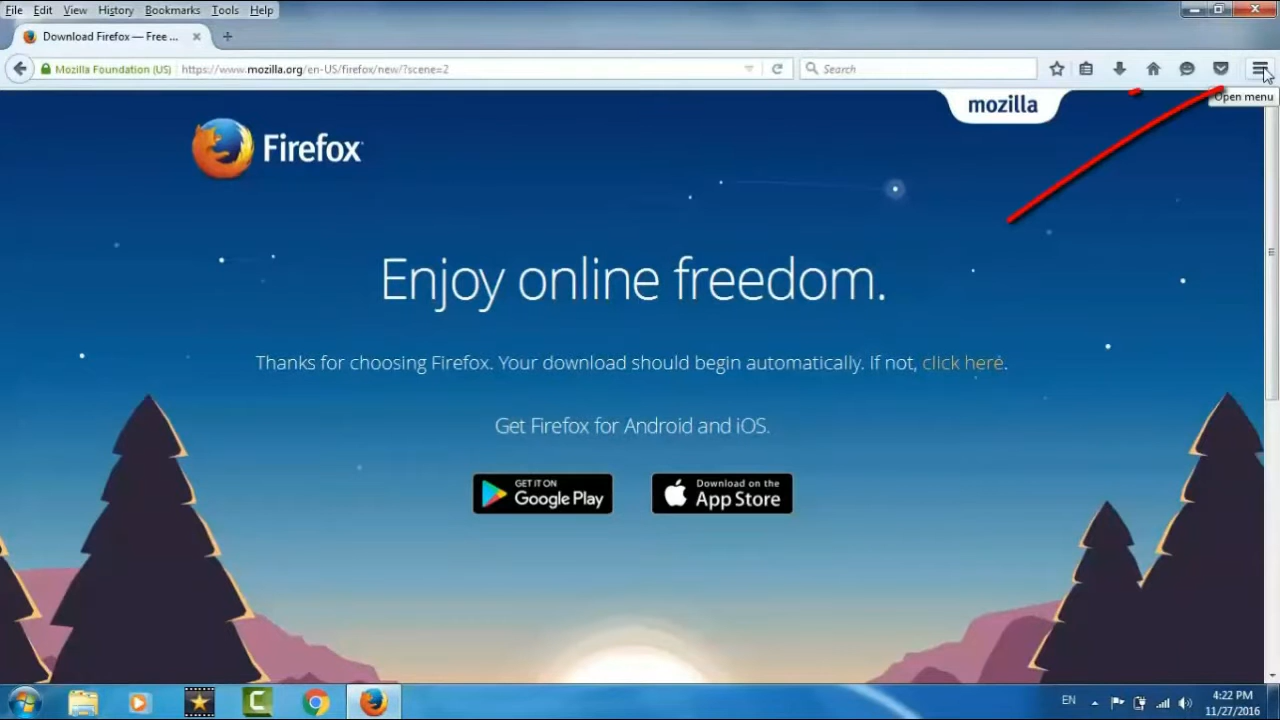 File Edit View History Bookmarks Tools Help
Download Firefox — Free ...
Mozilla Foundation (US) https://www.mozilla.org/en-US/firefox/new/?scene=2
Search
Open menu
mozilla
Firefox
Enjoy online freedom.
Thanks for choosing Firefox. Your download should begin automatically. If not, click here.
Get Firefox for Android and iOS.
GET IT ON
Google Play
Download on the
App Store
EN
4:22 PM
11/27/2016